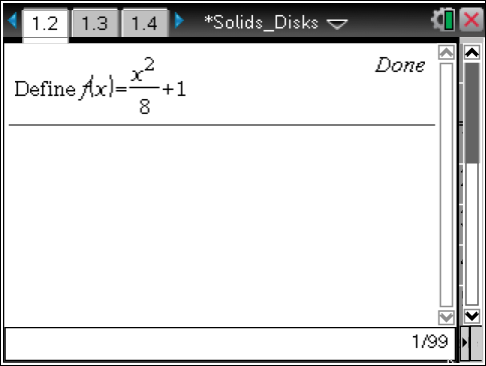 1.2 1.3 1.4 *Solids_Disks
Define f(x)=x²/8+1 Done
1/99